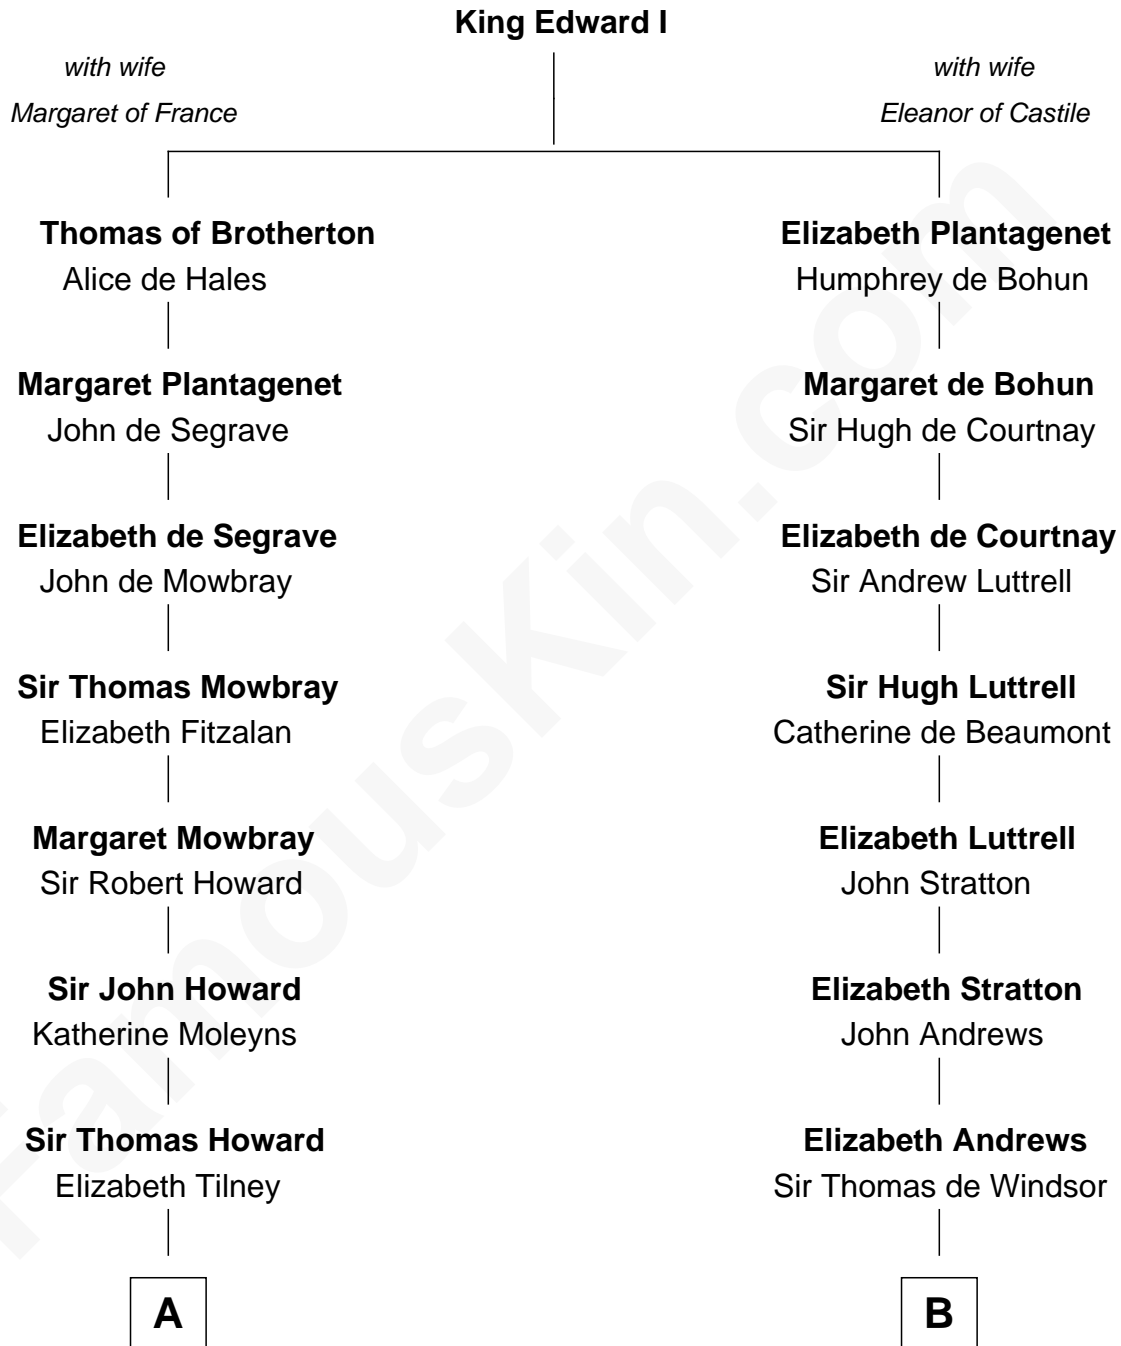 King Edward I
with wife
Margaret of France
with wife
Eleanor of Castile
Thomas of Brotherton
Alice de Hales
Elizabeth Plantagenet
Humphrey de Bohun
Margaret Plantagenet
John de Segrave
Margaret de Bohun
Sir Hugh de Courtnay
Elizabeth de Segrave
John de Mowbray
Elizabeth de Courtnay
Sir Andrew Luttrell
Sir Thomas Mowbray
Elizabeth Fitzalan
Sir Hugh Luttrell
Catherine de Beaumont
Margaret Mowbray
Sir Robert Howard
Elizabeth Luttrell
John Stratton
Sir John Howard
Katherine Moleyns
Elizabeth Stratton
John Andrews
Sir Thomas Howard
Elizabeth Tilney
Elizabeth Andrews
Sir Thomas de Windsor
A
B
FamousKin.com